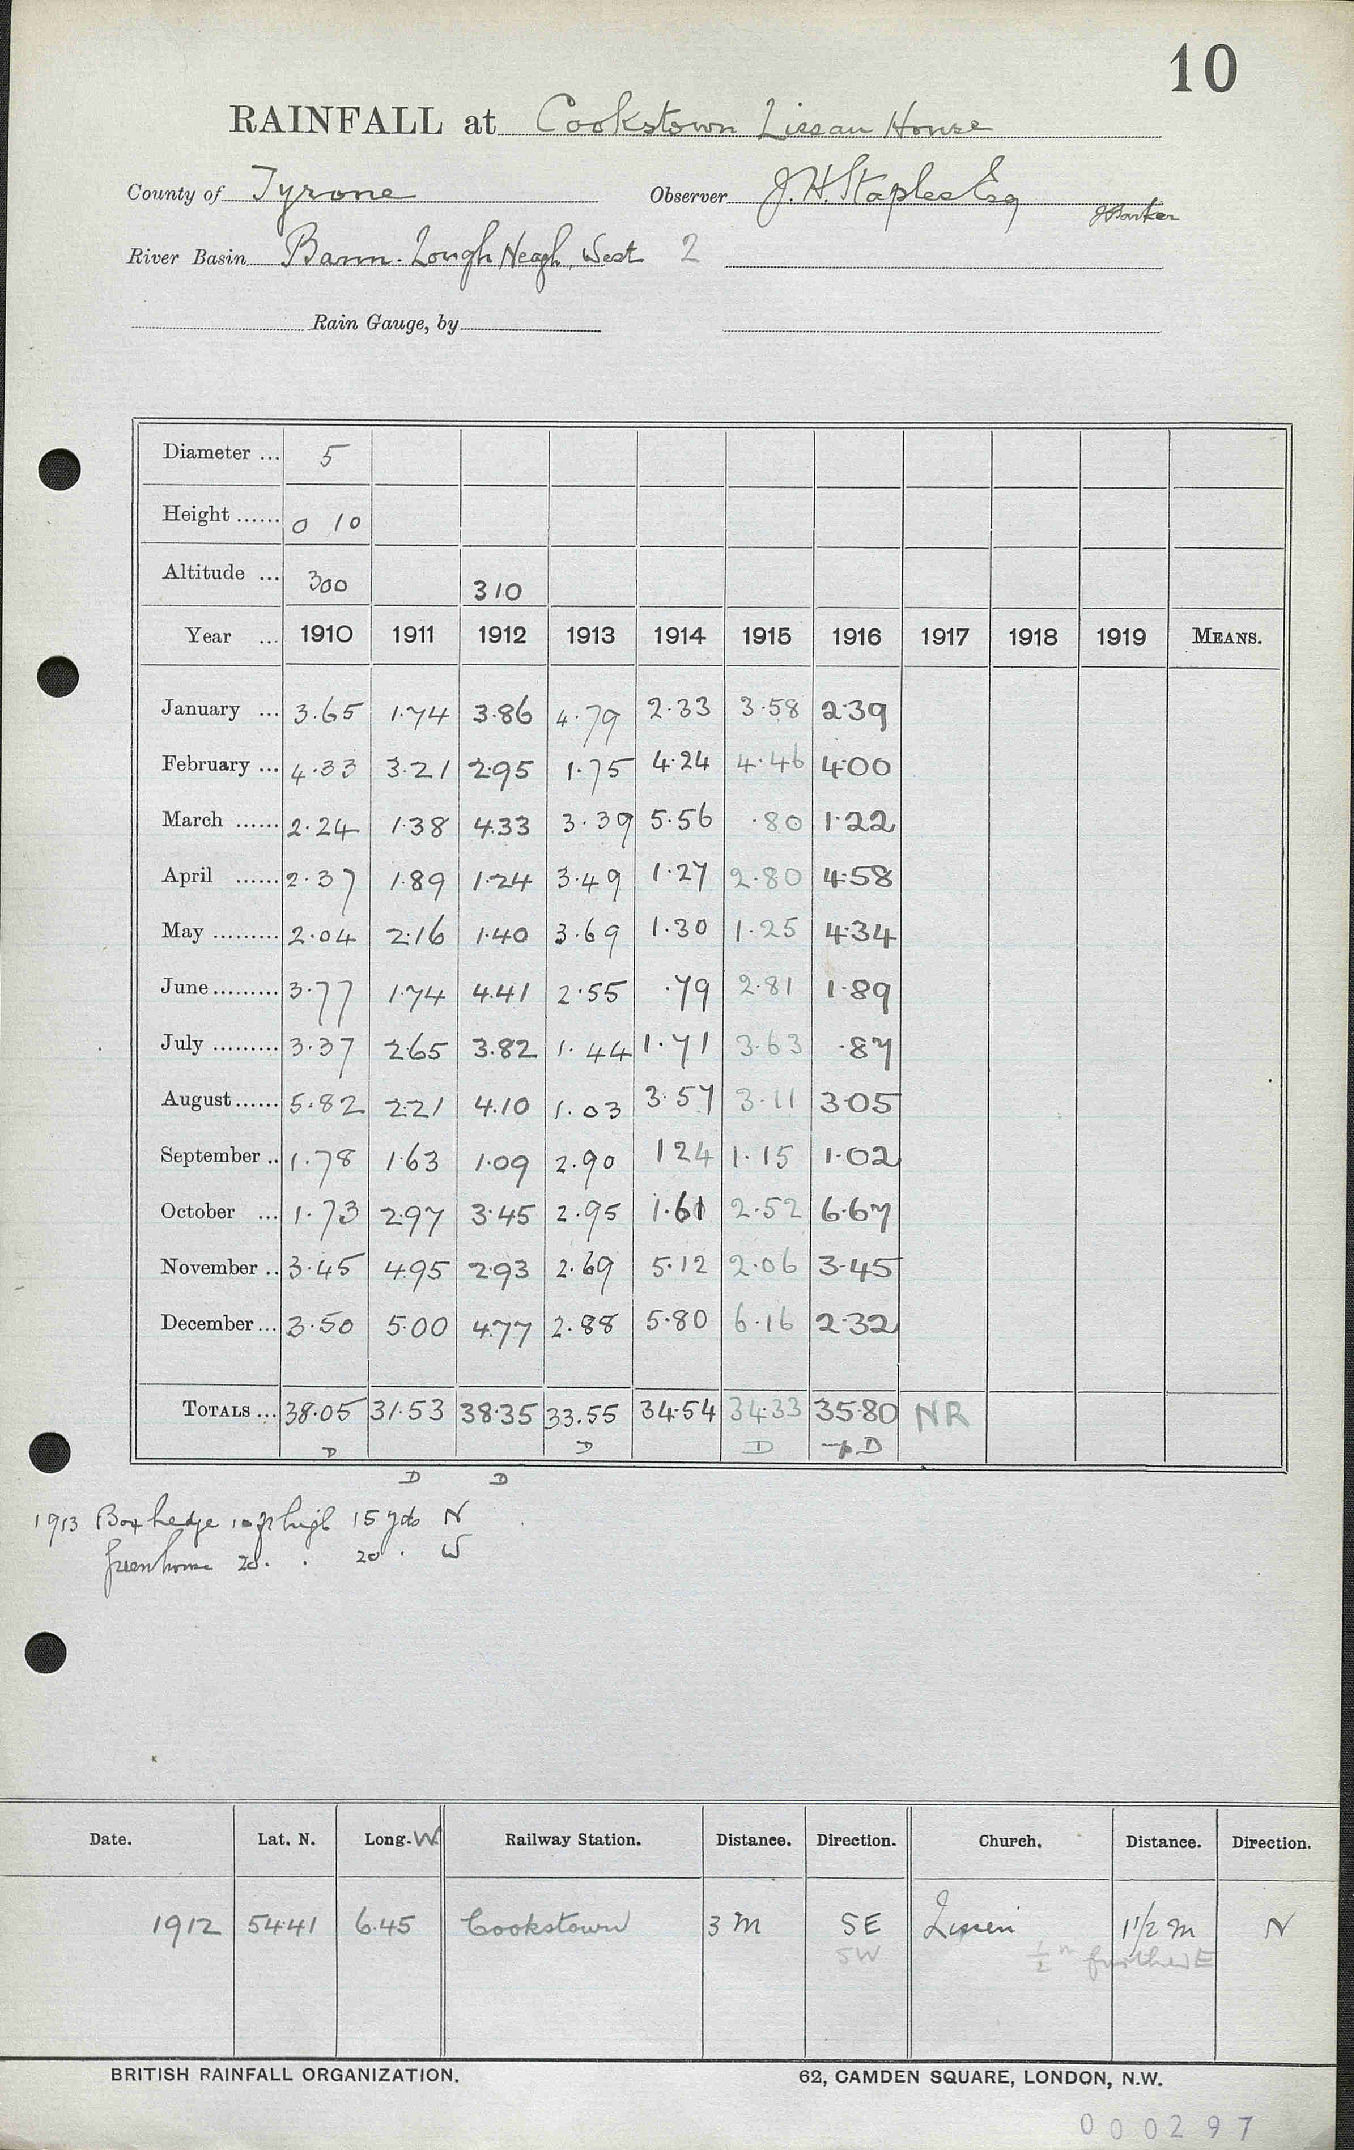 10
RAINFALL at Cookstown Lissan House
County of Tyrone Observer J. H. Staples Esq J Barker
River Basin Bann. Lough Neagh West 2
Rain Gauge, by
Diameter ... 5
Height ...... 0 10
Altitude ... 300 310
Year ... 1910 1911 1912 1913 1914 1915 1916 1917 1918 1919 MEANS.
January ... 3.65 1.74 3.86 4.79 2.33 3.58 2.39
February ... 4.33 3.21 2.95 1.75 4.24 4.46 4.00
March ...... 2.24 1.38 4.33 3.39 5.56 .80 1.22
April ...... 2.37 1.89 1.24 3.49 1.27 2.80 4.58
May ......... 2.04 2.16 1.40 3.69 1.30 1.25 4.34
June ......... 3.77 1.74 4.41 2.55 .79 2.81 1.89
July ......... 3.37 2.65 3.82 1.44 1.71 3.63 .87
August ...... 5.82 2.21 4.10 1.03 3.57 3.11 3.05
September .. 1.78 1.63 1.09 2.90 1 24 1.15 1.02
October ... 1.73 2.97 3.45 2.95 1.61 2.52 6.67
November .. 3.45 4.95 2.93 2.69 5.12 2.06 3.45
December ... 3.50 5.00 4.77 2.88 5.80 6.16 2.32
TOTALS ... 38.05 31.53 38.35 33.55 34.54 34.33 35.80 NR
D D D D
D D
1913 Box hedge 10 ft high 15 yds N
Greenhouse 20 . . 20 . W
Date. Lat. N. Long. W Railway Station. Distance. Direction. Church. Distance. Direction.
1912 54.41 6.45 Cookstown 3 m SE Lissan 1 1/2 m N
SW 1/2 m further E
BRITISH RAINFALL ORGANIZATION. 62, CAMDEN SQUARE, LONDON, N.W.
000297